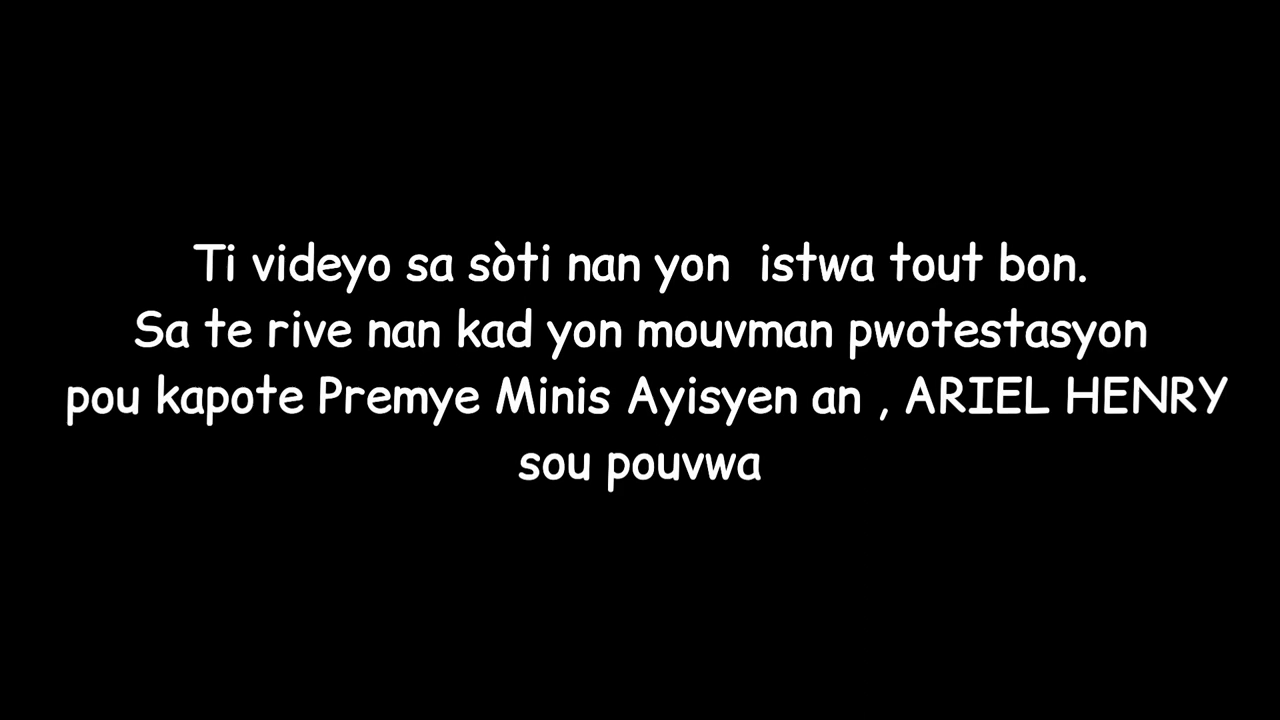 Ti videyo sa sòti nan yon  istwa tout bon.
Sa te rive nan kad yon mouvman pwotestasyon
pou kapote Premye Minis Ayisyen an , ARIEL HENRY
sou pouvwa